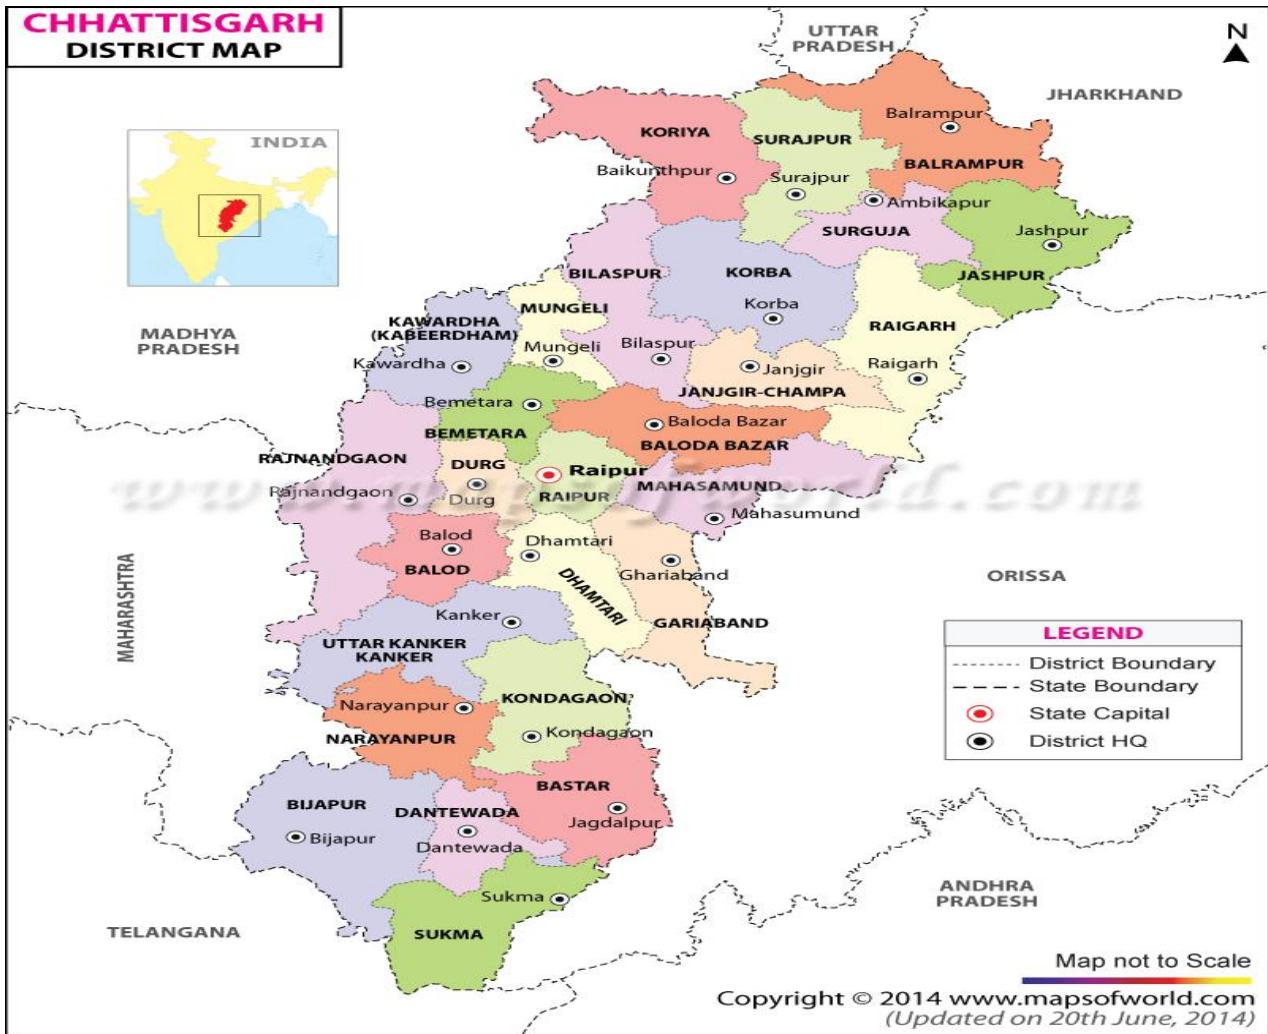 CHHATTISGARH
DISTRICT MAP
UTTAR
PRADESH
N
JHARKHAND
INDIA
KORIYA
SURAJPUR
Balrampur
BALRAMPUR
Baikunthpur
Surajpur
Ambikapur
SURGUJA
Jashpur
JASHPUR
BILASPUR
KORBA
Korba
MUNGELI
KAWARDHA
(KABEERDHAM)
MADHYA
PRADESH
RAIGARH
Mungeli
Bilaspur
Kawardha
Janjgir
Raigarh
JANJGIR-CHAMPA
Bemetara
BEMETARA
Baloda Bazar
BALODA BAZAR
RAJNANDGAON
DURG
Raipur
RAIPUR
MAHASAMUND
Rajnandgaon
Durg
www.mapsofworld.com
Mahasumund
Balod
BALOD
Dhamtari
DHAMTARI
Ghariaband
GARIABAND
ORISSA
MAHARASHTRA
Kanker
UTTAR KANKER
KANKER
LEGEND
District Boundary
State Boundary
State Capital
District HQ
Narayanpur
NARAYANPUR
KONDAGAON
Kondagaon
BASTAR
Jagdalpur
BIJAPUR
Bijapur
DANTEWADA
Dantewada
Sukma
SUKMA
ANDHRA
PRADESH
TELANGANA
Map not to Scale
Copyright © 2014 www.mapsofworld.com
(Updated on 20th June, 2014)